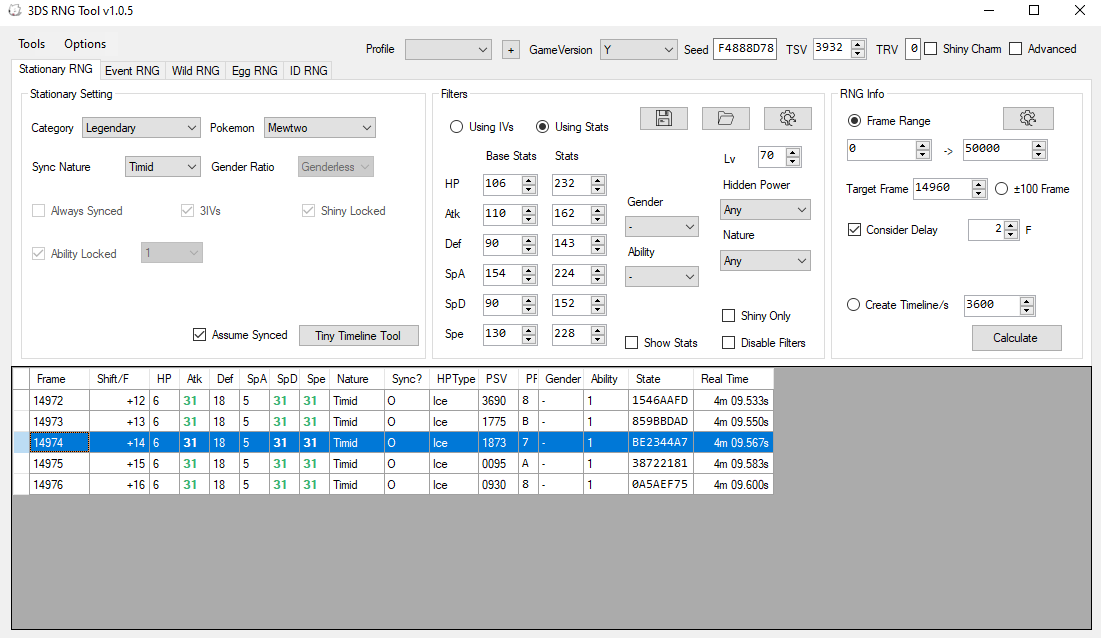 3DS RNG Tool v1.0.5
Tools Options
Profile + GameVersion Y Seed F4888D78 TSV 3932 TRV 0 Shiny Charm Advanced
Stationary RNG Event RNG Wild RNG Egg RNG ID RNG
Stationary Setting
Category Legendary Pokemon Mewtwo
Sync Nature Timid Gender Ratio Genderless
Always Synced 3IVs Shiny Locked
Ability Locked 1
Assume Synced Tiny Timeline Tool
Filters
Using IVs Using Stats
Base Stats Stats
HP 106 232
Atk 110 162
Def 90 143
SpA 154 224
SpD 90 152
Spe 130 228
Gender
-
Ability
-
Show Stats
Lv 70
Hidden Power
Any
Nature
Any
Shiny Only
Disable Filters
RNG Info
Frame Range
0 -> 50000
Target Frame 14960 ±100 Frame
Consider Delay 2 F
Create Timeline/s 3600
Calculate
Frame Shift/F HP Atk Def SpA SpD Spe Nature Sync? HPType PSV PF Gender Ability State Real Time
14972 +12 6 31 18 5 31 31 Timid O Ice 3690 8 - 1 1546AAFD 4m 09.533s
14973 +13 6 31 18 5 31 31 Timid O Ice 1775 B - 1 859BBDAD 4m 09.550s
14974 +14 6 31 18 5 31 31 Timid O Ice 1873 7 - 1 BE2344A7 4m 09.567s
14975 +15 6 31 18 5 31 31 Timid O Ice 0095 A - 1 38722181 4m 09.583s
14976 +16 6 31 18 5 31 31 Timid O Ice 0930 8 - 1 0A5AEF75 4m 09.600s